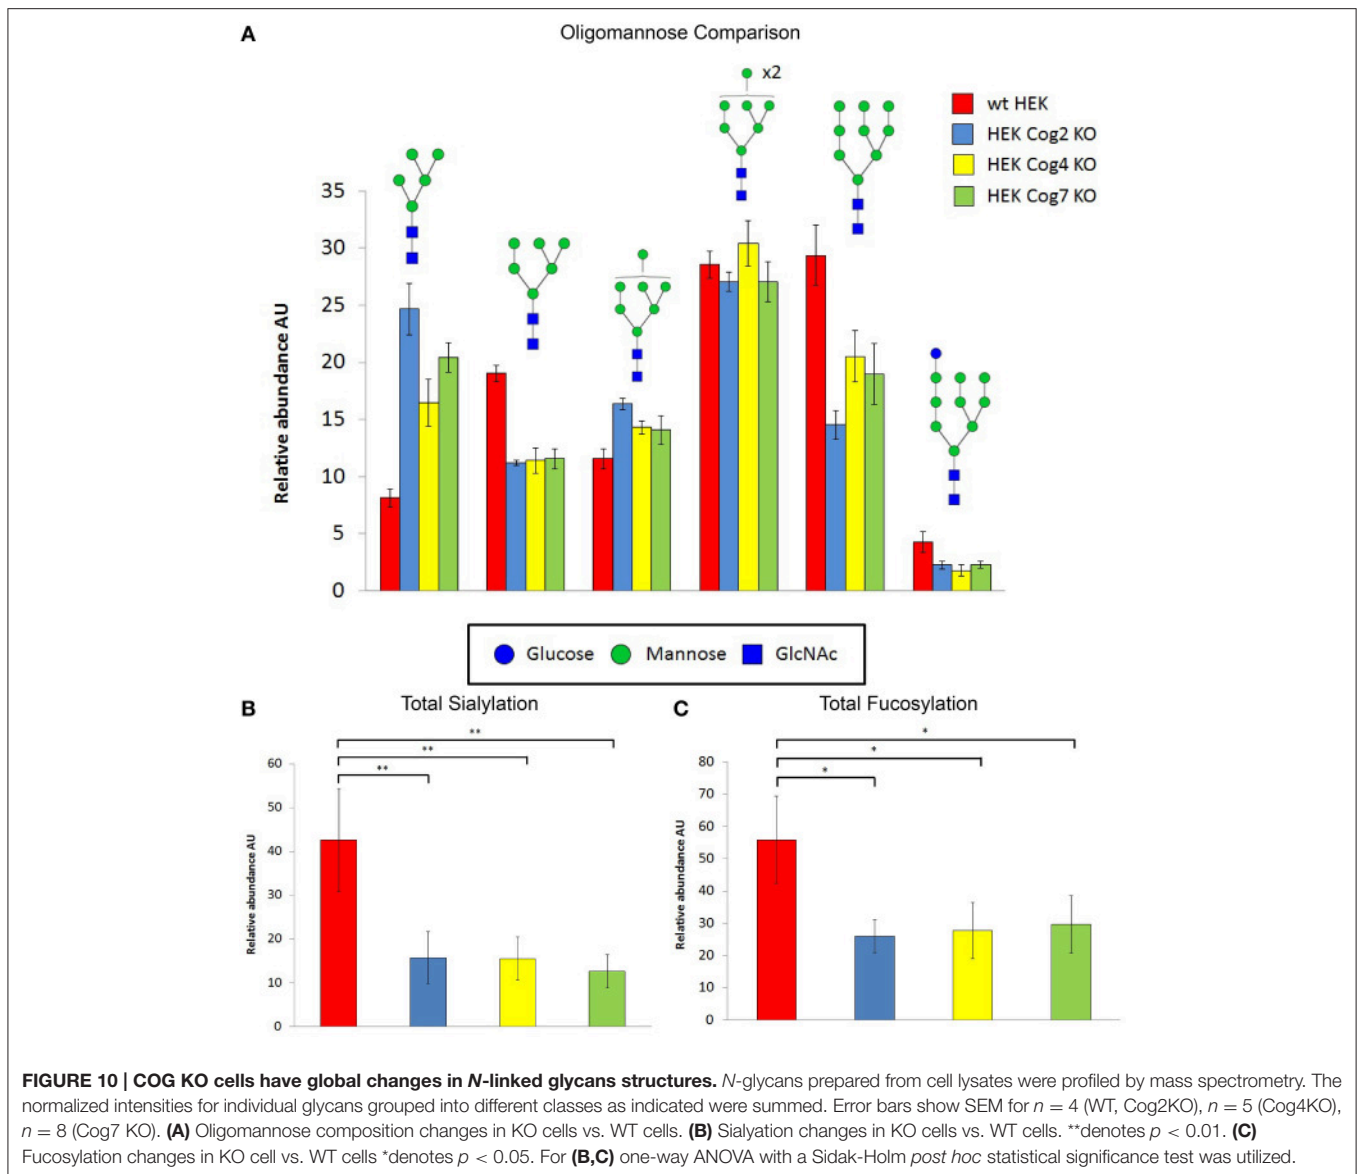 A
Oligomannose Comparison
x2
wt HEK
HEK Cog2 KO
HEK Cog4 KO
HEK Cog7 KO
Relative abundance AU
35
30
25
20
15
10
5
0
Glucose
Mannose
GlcNAc
B
Total Sialylation
**
**
**
Relative abundance AU
60
50
40
30
20
10
0
C
Total Fucosylation
*
*
*
Relative abundance AU
80
70
60
50
40
30
20
10
0
FIGURE 10 | COG KO cells have global changes in N-linked glycans structures. N-glycans prepared from cell lysates were profiled by mass spectrometry. The
normalized intensities for individual glycans grouped into different classes as indicated were summed. Error bars show SEM for n = 4 (WT, Cog2KO), n = 5 (Cog4KO),
n = 8 (Cog7 KO). (A) Oligomannose composition changes in KO cells vs. WT cells. (B) Sialyation changes in KO cells vs. WT cells. **denotes p < 0.01. (C)
Fucosylation changes in KO cell vs. WT cells *denotes p < 0.05. For (B,C) one-way ANOVA with a Sidak-Holm post hoc statistical significance test was utilized.